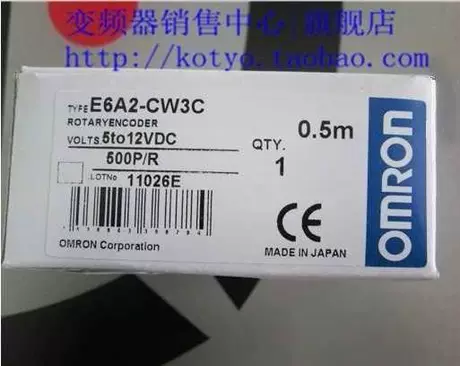 变频器销售中心|旗舰店
http://kotyo.taobao.com/
TYPE E6A2-CW3C
ROTARYENCODER
VOLTS 5to12VDC
500P/R
LOTNo 11026E
QTY.
1
0.5m
CE
OMRON Corporation
MADE IN JAPAN
OMRON